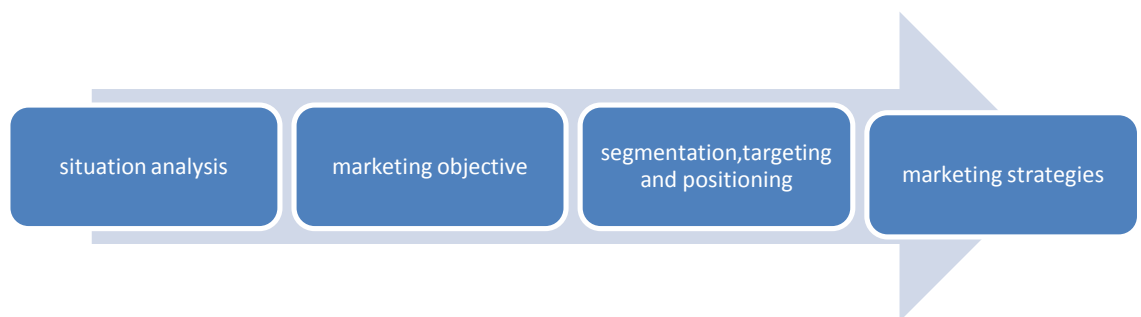 situation analysis
marketing objective
segmentation,targeting
and positioning
marketing strategies